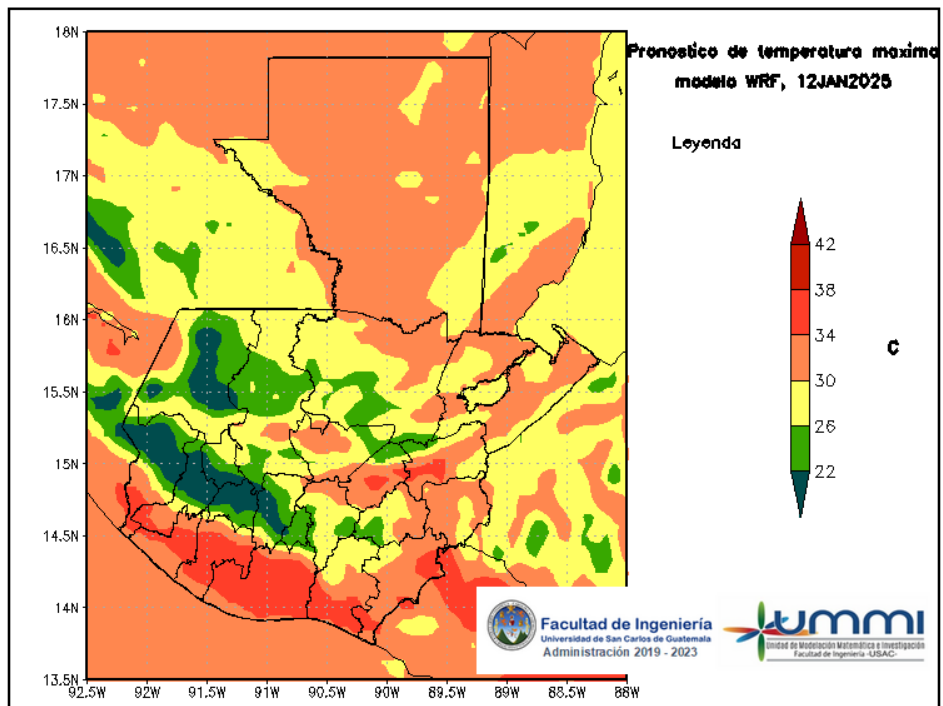 Pronostico de temperatura maxima
modelo WRF, 12JAN2025
Leyenda
42
38
34
30
26
22
C
18N
17.5N
17N
16.5N
16N
15.5N
15N
14.5N
14N
13.5N
92.5W
92W
91.5W
91W
90.5W
90W
89.5W
89W
88.5W
88W
Facultad de Ingeniería
Universidad de San Carlos de Guatemala
Administración 2019 - 2023
UMMI
Unidad de Modelación Matemática e Investigación
Facultad de Ingeniería -USAC-